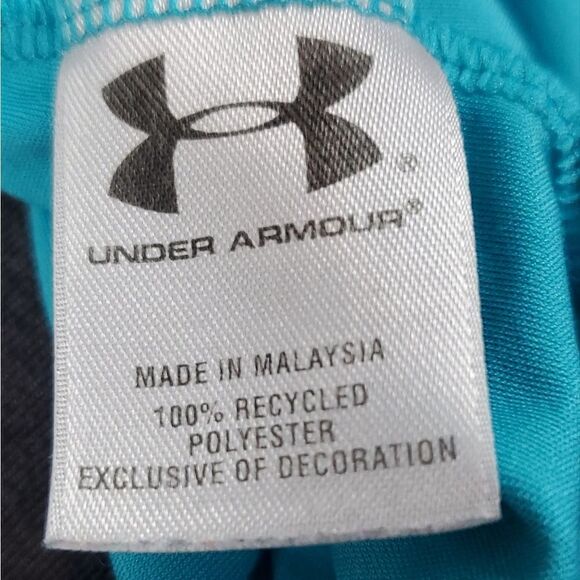 ®
UNDER ARMOUR®
MADE IN MALAYSIA
100% RECYCLED
POLYESTER
EXCLUSIVE OF DECORATION